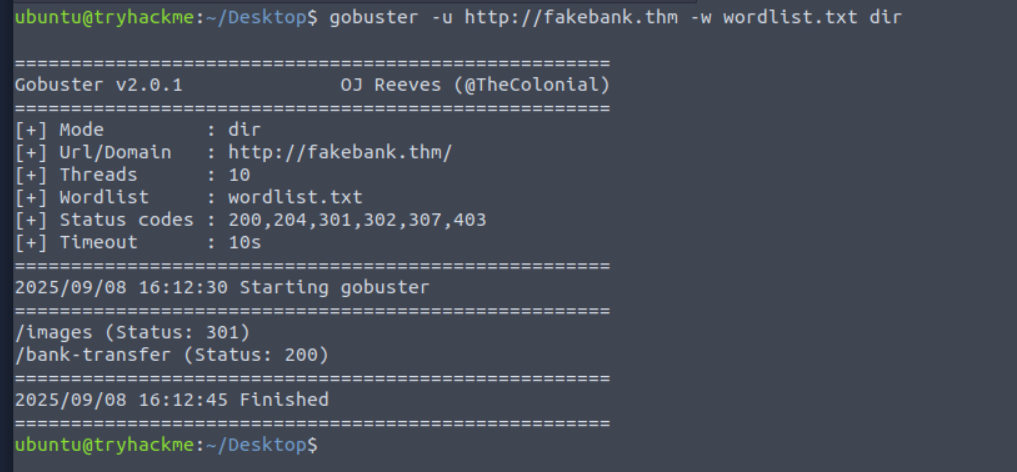 ubuntu@tryhackme:~/Desktop$ gobuster -u http://fakebank.thm -w wordlist.txt dir
=====================================================
Gobuster v2.0.1              OJ Reeves (@TheColonial)
=====================================================
[+] Mode         : dir
[+] Url/Domain   : http://fakebank.thm/
[+] Threads      : 10
[+] Wordlist     : wordlist.txt
[+] Status codes : 200,204,301,302,307,403
[+] Timeout      : 10s
=====================================================
2025/09/08 16:12:30 Starting gobuster
=====================================================
/images (Status: 301)
/bank-transfer (Status: 200)
=====================================================
2025/09/08 16:12:45 Finished
=====================================================
ubuntu@tryhackme:~/Desktop$